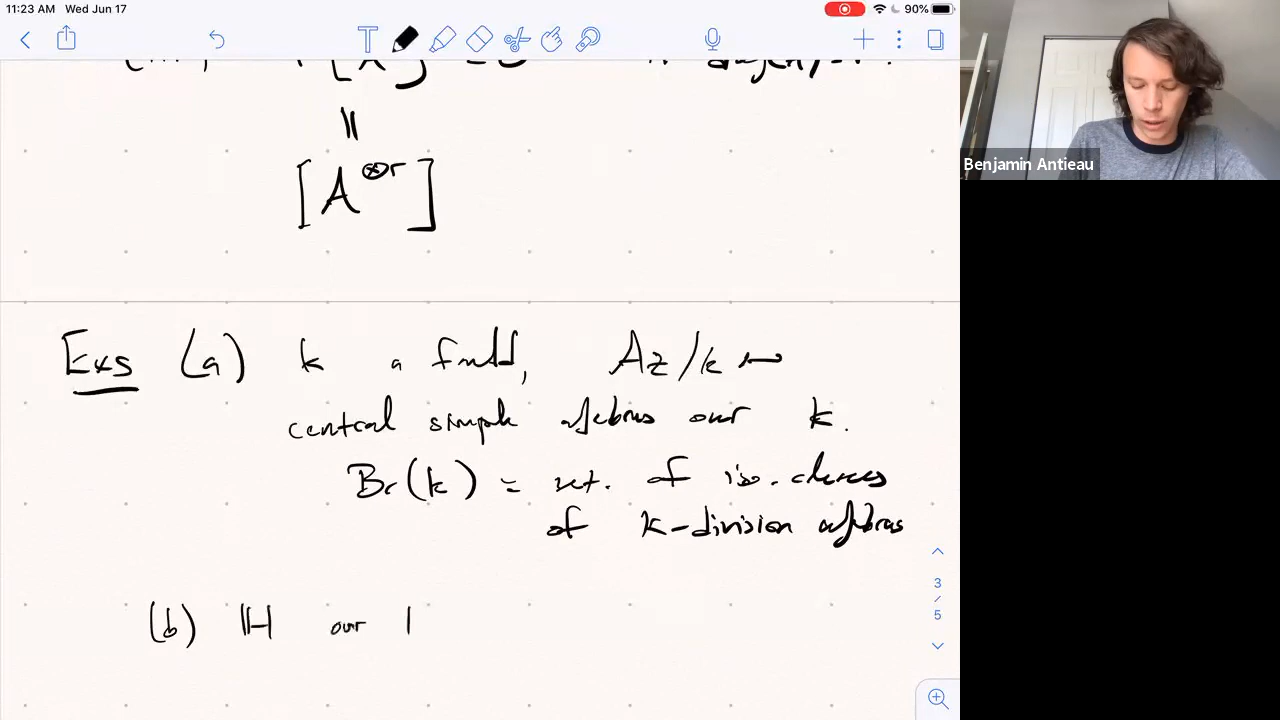 11:23 AM Wed Jun 17
90%
[A] = 0
||
[A^{⊗r}]
Exs (a) k a field, Az/k ↔
central simple algebras over k.
Br(k) = set. of iso. classes
of k-division algebras
(b) ℍ over
3
/
5
Benjamin Antieau